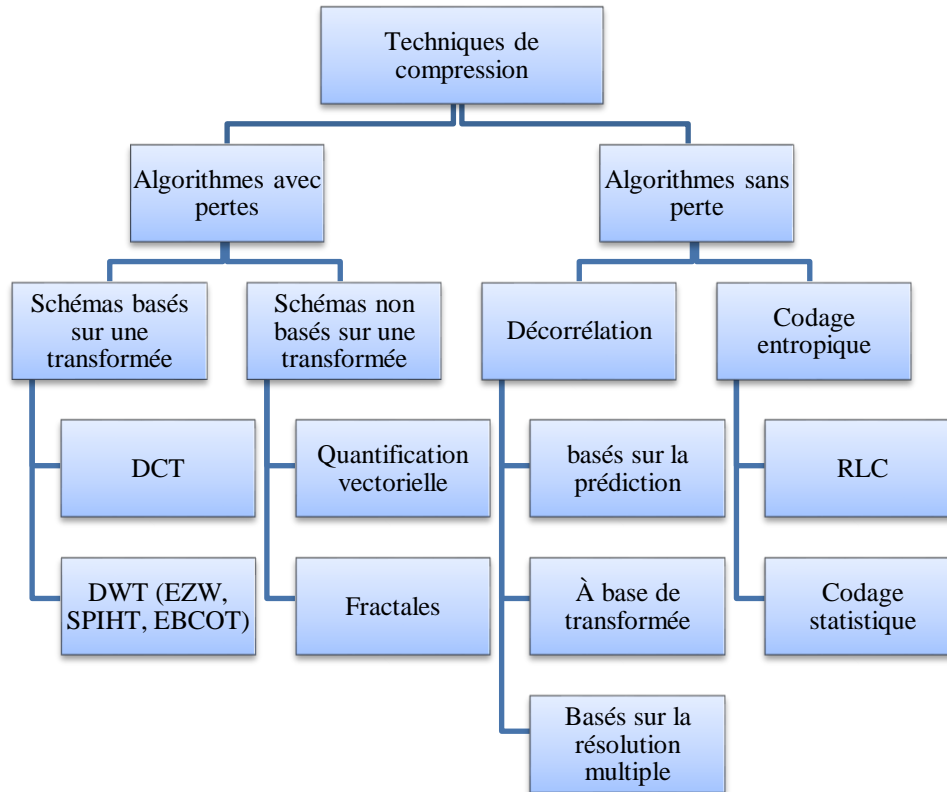 Techniques de
compression
Algorithmes avec
pertes
Algorithmes sans
perte
Schémas basés
sur une
transformée
Schémas non
basés sur une
transformée
Décorrélation
Codage
entropique
DCT
Quantification
vectorielle
basés sur la
prédiction
RLC
DWT (EZW,
SPIHT, EBCOT)
Fractales
À base de
transformée
Codage
statistique
Basés sur la
résolution
multiple